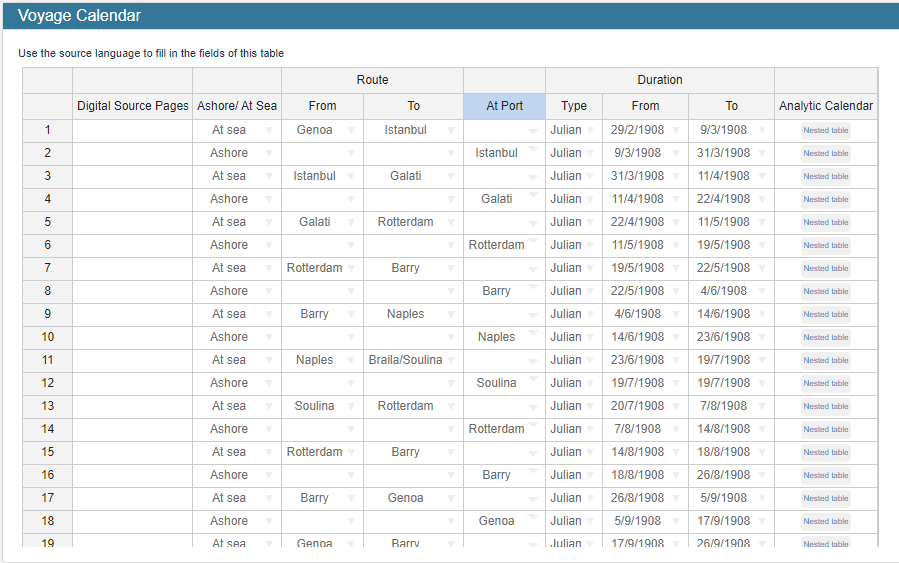 Voyage Calendar
Use the source language to fill in the fields of this table
Route Duration
Digital Source Pages Ashore/ At Sea From To At Port Type From To Analytic Calendar
1 At sea Genoa Istanbul Julian 29/2/1908 9/3/1908 Nested table
2 Ashore Istanbul Julian 9/3/1908 31/3/1908 Nested table
3 At sea Istanbul Galati Julian 31/3/1908 11/4/1908 Nested table
4 Ashore Galati Julian 11/4/1908 22/4/1908 Nested table
5 At sea Galati Rotterdam Julian 22/4/1908 11/5/1908 Nested table
6 Ashore Rotterdam Julian 11/5/1908 19/5/1908 Nested table
7 At sea Rotterdam Barry Julian 19/5/1908 22/5/1908 Nested table
8 Ashore Barry Julian 22/5/1908 4/6/1908 Nested table
9 At sea Barry Naples Julian 4/6/1908 14/6/1908 Nested table
10 Ashore Naples Julian 14/6/1908 23/6/1908 Nested table
11 At sea Naples Braila/Soulina Julian 23/6/1908 19/7/1908 Nested table
12 Ashore Soulina Julian 19/7/1908 19/7/1908 Nested table
13 At sea Soulina Rotterdam Julian 20/7/1908 7/8/1908 Nested table
14 Ashore Rotterdam Julian 7/8/1908 14/8/1908 Nested table
15 At sea Rotterdam Barry Julian 14/8/1908 18/8/1908 Nested table
16 Ashore Barry Julian 18/8/1908 26/8/1908 Nested table
17 At sea Barry Genoa Julian 26/8/1908 5/9/1908 Nested table
18 Ashore Genoa Julian 5/9/1908 17/9/1908 Nested table
19 At sea Genoa Barry Julian 17/9/1908 26/9/1908 Nested table